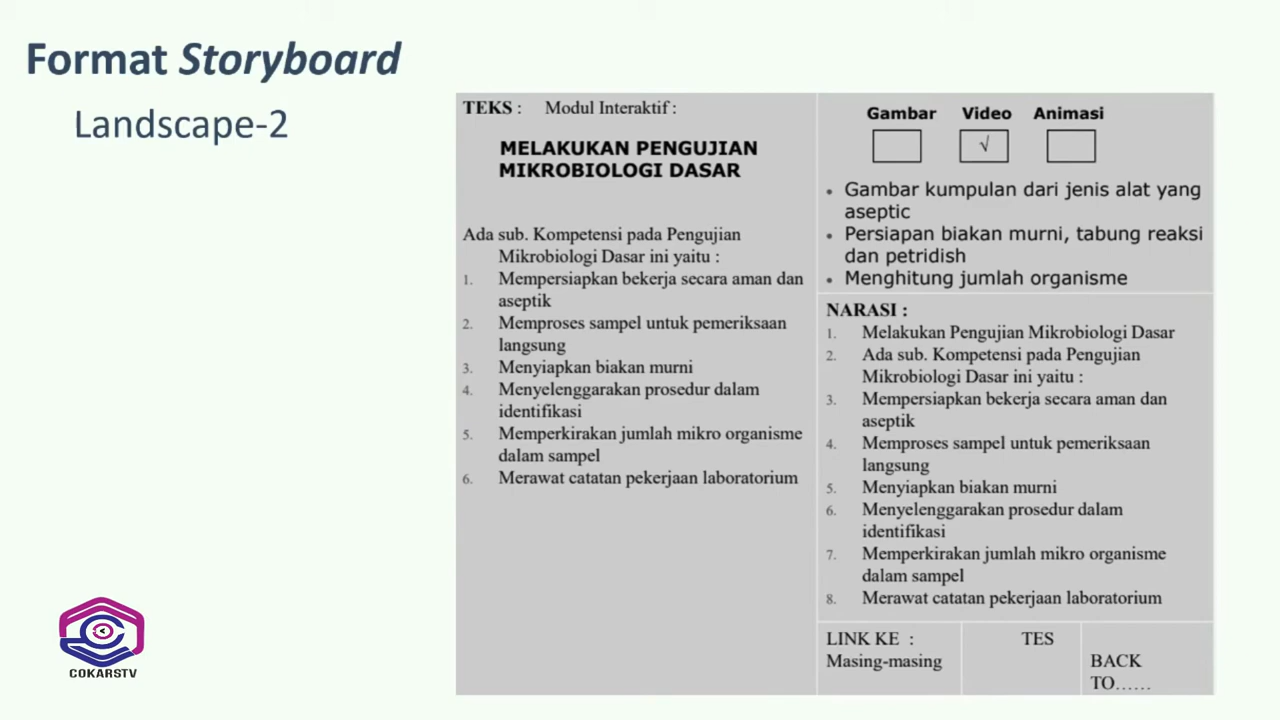 Format Storyboard
Landscape-2
TEKS : Modul Interaktif :
MELAKUKAN PENGUJIAN
MIKROBIOLOGI DASAR
Ada sub. Kompetensi pada Pengujian
Mikrobiologi Dasar ini yaitu :
1. Mempersiapkan bekerja secara aman dan
aseptik
2. Memproses sampel untuk pemeriksaan
langsung
3. Menyiapkan biakan murni
4. Menyelenggarakan prosedur dalam
identifikasi
5. Memperkirakan jumlah mikro organisme
dalam sampel
6. Merawat catatan pekerjaan laboratorium
Gambar Video Animasi
√
• Gambar kumpulan dari jenis alat yang
aseptic
• Persiapan biakan murni, tabung reaksi
dan petridish
• Menghitung jumlah organisme
NARASI :
1. Melakukan Pengujian Mikrobiologi Dasar
2. Ada sub. Kompetensi pada Pengujian
Mikrobiologi Dasar ini yaitu :
3. Mempersiapkan bekerja secara aman dan
aseptik
4. Memproses sampel untuk pemeriksaan
langsung
5. Menyiapkan biakan murni
6. Menyelenggarakan prosedur dalam
identifikasi
7. Memperkirakan jumlah mikro organisme
dalam sampel
8. Merawat catatan pekerjaan laboratorium
LINK KE :
Masing-masing
TES
BACK
TO……
COKARSTV